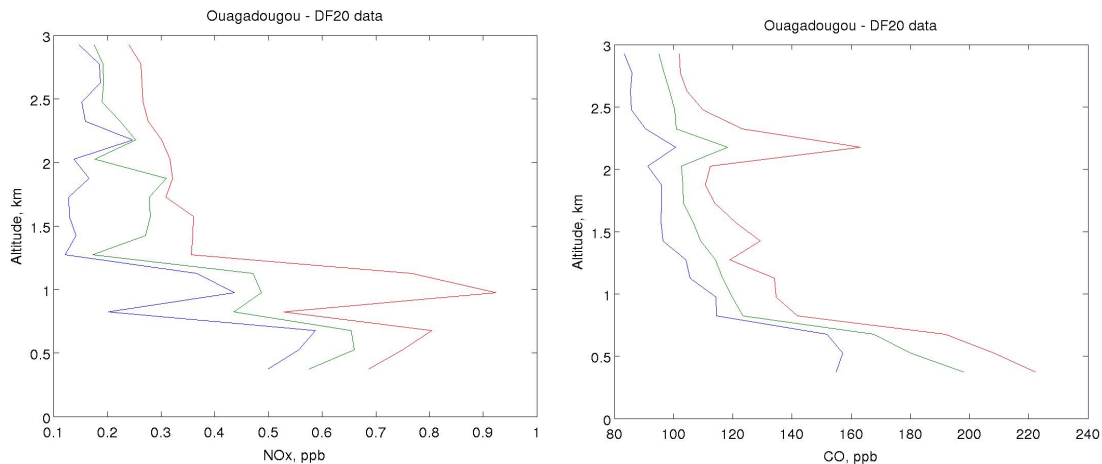 Ouagadougou - DF20 data
3
2.5
2
1.5
1
0.5
0
Altitude, km
0.1 0.2 0.3 0.4 0.5 0.6 0.7 0.8 0.9 1
NOx, ppb
Ouagadougou - DF20 data
3
2.5
2
1.5
1
0.5
0
Altitude, km
80 100 120 140 160 180 200 220 240
CO, ppb